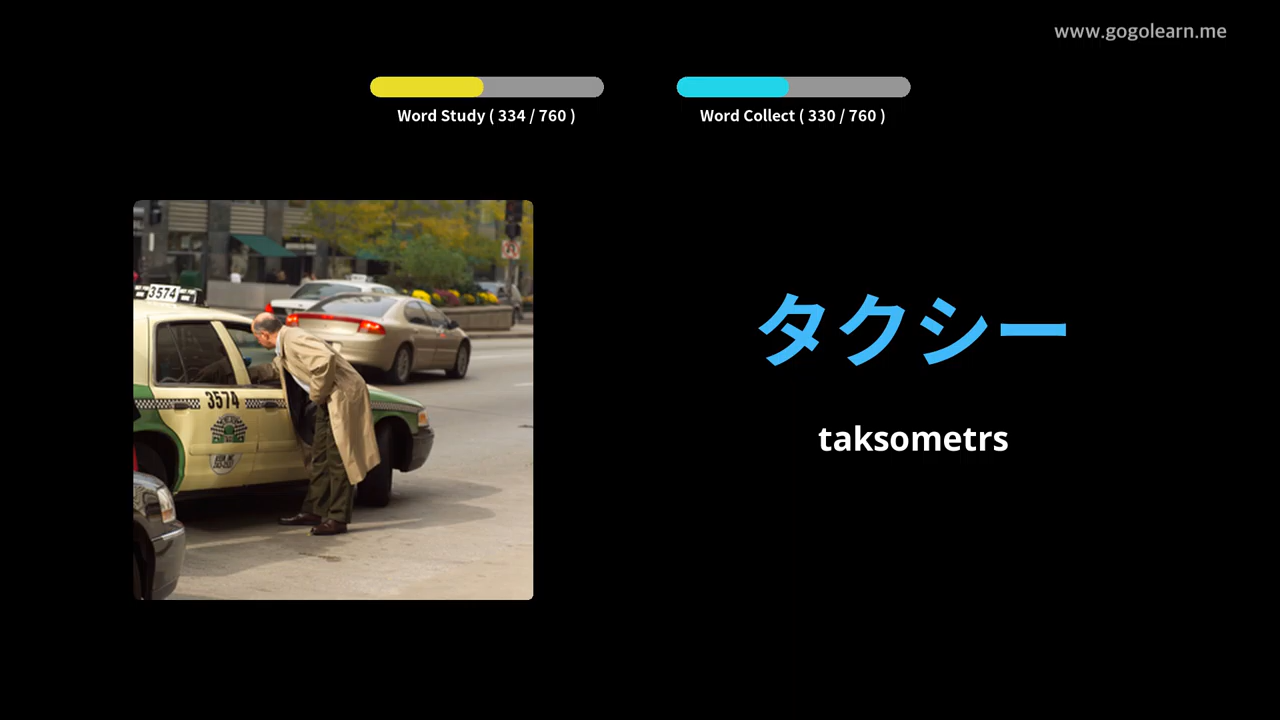 www.gogolearn.me
Word Study ( 334 / 760 )
Word Collect ( 330 / 760 )
3574
3574
タクシー
taksometrs